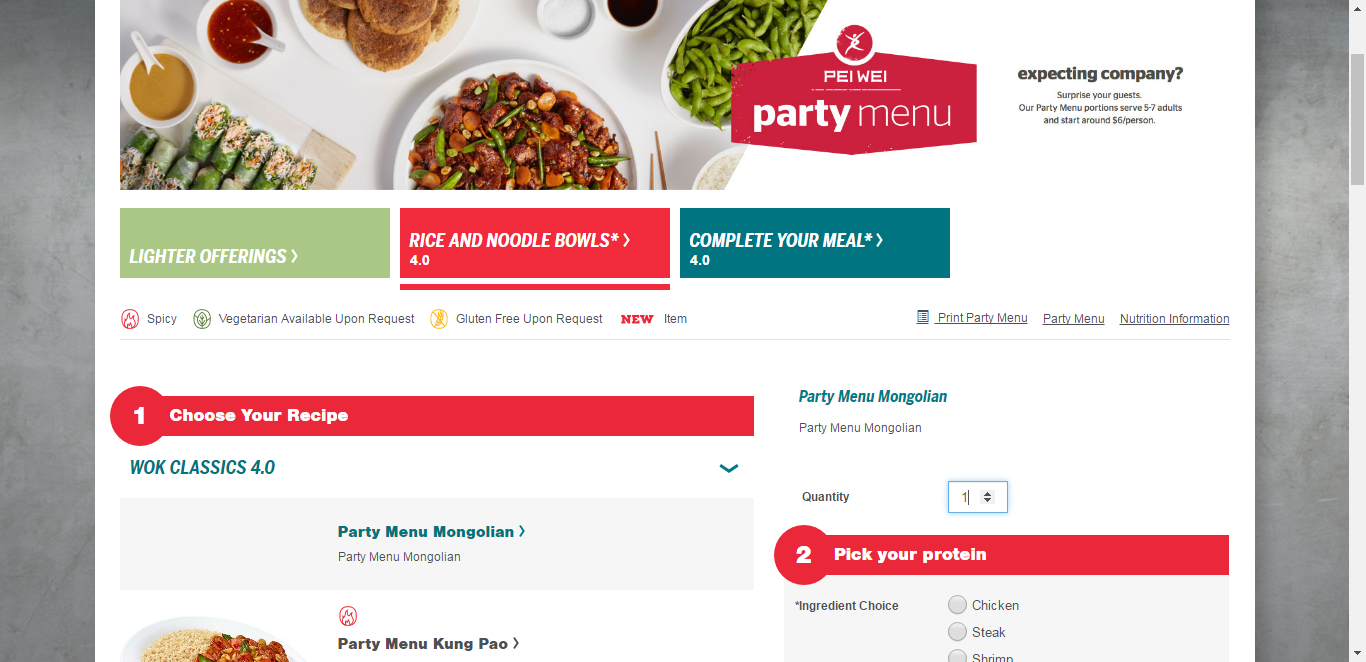 PEI WEI
party menu
expecting company?
Surprise your guests.
Our Party Menu portions serve 5-7 adults
and start around $6/person.
LIGHTER OFFERINGS >
RICE AND NOODLE BOWLS* >
4.0
COMPLETE YOUR MEAL* >
4.0
Spicy
Vegetarian Available Upon Request
Gluten Free Upon Request
NEW Item
Print Party Menu
Party Menu
Nutrition Information
1 Choose Your Recipe
WOK CLASSICS 4.0
Party Menu Mongolian >
Party Menu Mongolian
Party Menu Kung Pao >
Party Menu Mongolian
Party Menu Mongolian
Quantity
1
2 Pick your protein
*Ingredient Choice
Chicken
Steak
Shrimp